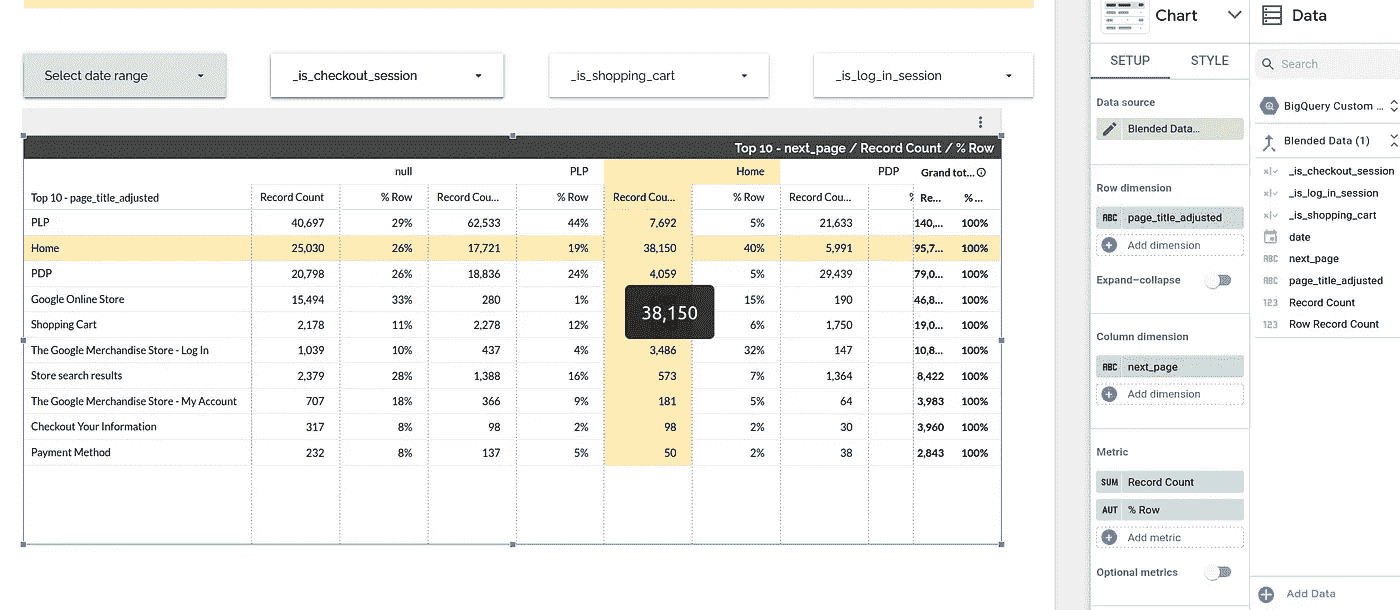 Chart
Data
Select date range
_is_checkout_session
_is_shopping_cart
_is_log_in_session
SETUP STYLE
Search
Data source
Blended Data...
BigQuery Custom ...
Blended Data (1)
_is_checkout_session
_is_log_in_session
_is_shopping_cart
date
ABC next_page
ABC page_title_adjusted
123 Record Count
123 Row Record Count
Top 10 - next_page / Record Count / % Row
null PLP Home PDP Grand tot...
Top 10 - page_title_adjusted Record Count % Row Record Cou... % Row Record Cou... % Row Record Cou... % Re... % ...
PLP 40,697 29% 62,533 44% 7,692 5% 21,633 140,... 100%
Home 25,030 26% 17,721 19% 38,150 40% 5,991 95,7... 100%
PDP 20,798 26% 18,836 24% 4,059 5% 29,439 79,0... 100%
Google Online Store 15,494 33% 280 1% 15% 190 46,8... 100%
38,150
Shopping Cart 2,178 11% 2,278 12% 6% 1,750 19,0... 100%
The Google Merchandise Store - Log In 1,039 10% 437 4% 3,486 32% 147 10,8... 100%
Store search results 2,379 28% 1,388 16% 573 7% 1,364 8,422 100%
The Google Merchandise Store - My Account 707 18% 366 9% 181 5% 64 3,983 100%
Checkout Your Information 317 8% 98 2% 98 2% 30 3,960 100%
Payment Method 232 8% 137 5% 50 2% 38 2,843 100%
Row dimension
ABC page_title_adjusted
Add dimension
Expand-collapse
Column dimension
ABC next_page
Add dimension
Metric
SUM Record Count
AUT % Row
Add metric
Optional metrics
Add Data